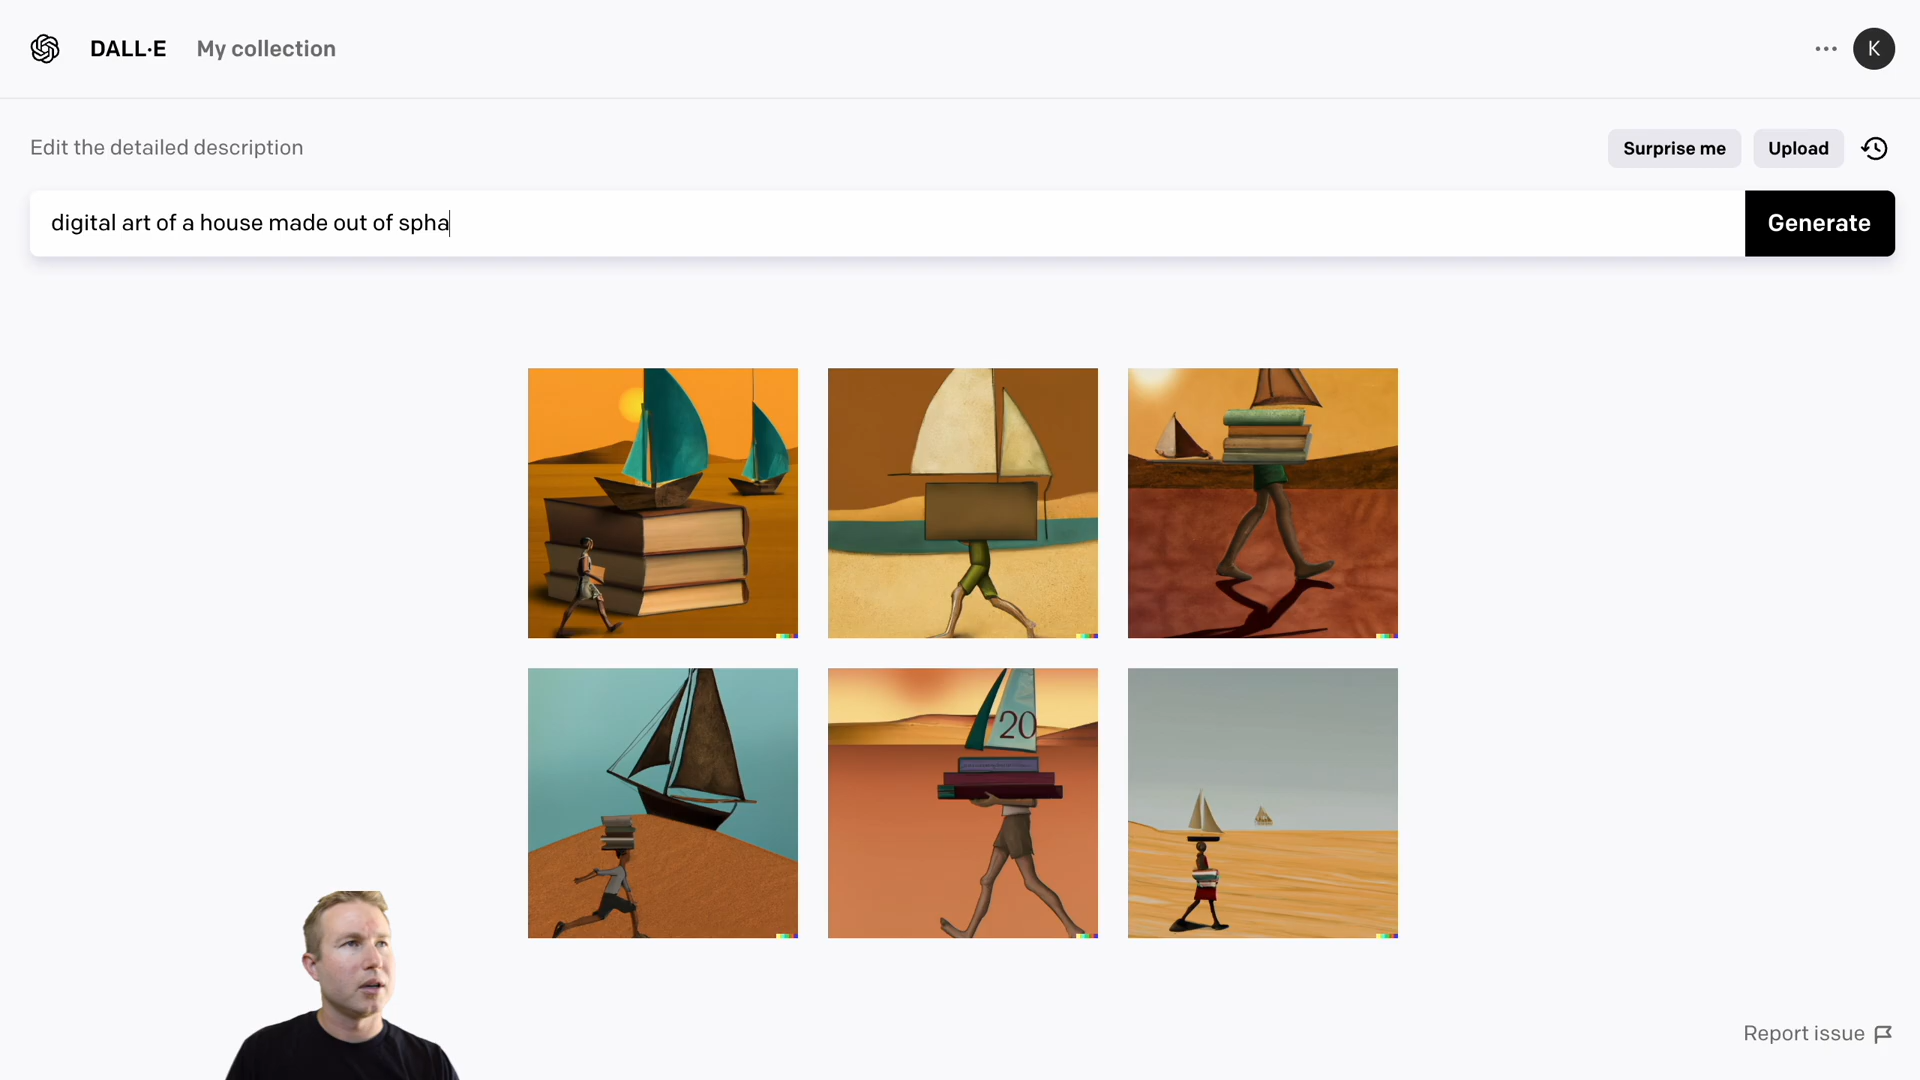 DALL·E My collection
K
Edit the detailed description
Surprise me Upload
digital art of a house made out of spha
Generate
20
Report issue